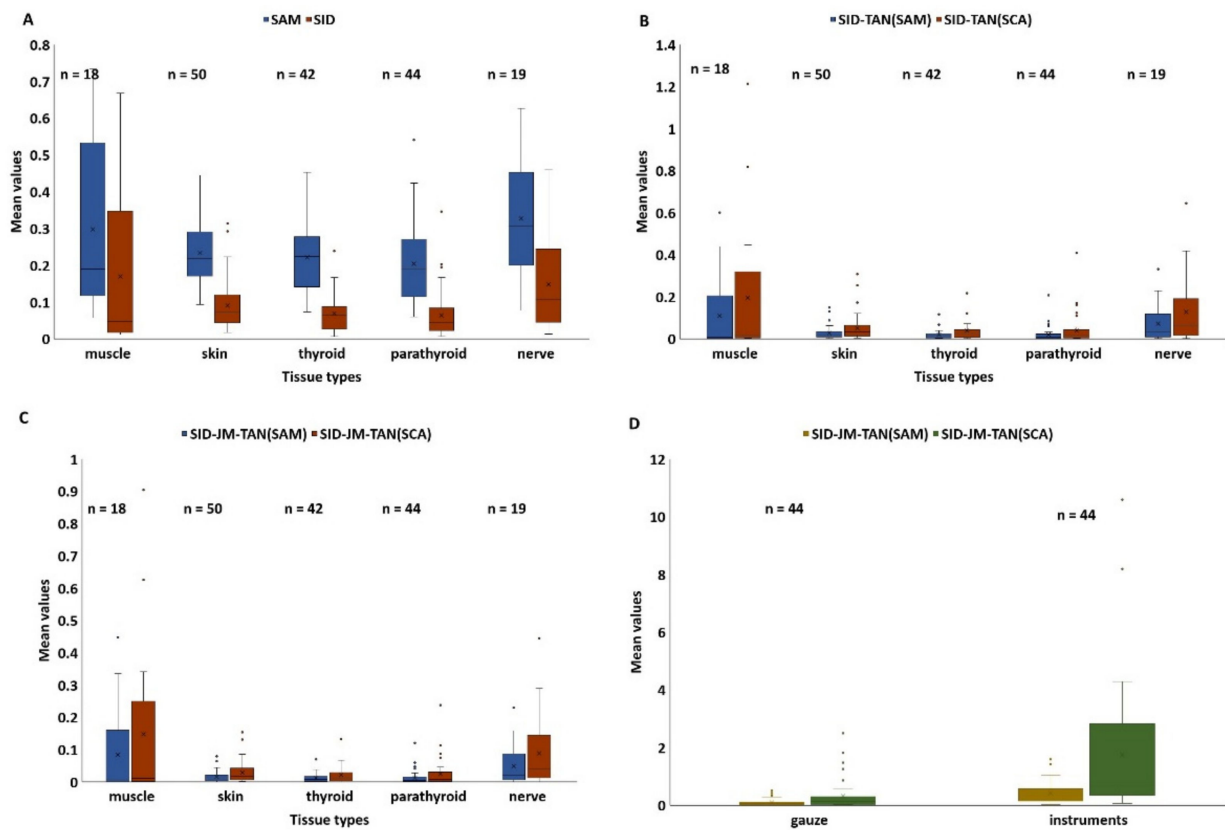 A
SAM SID
Mean values
0.8
0.7
0.6
0.5
0.4
0.3
0.2
0.1
0
n = 18 n = 50 n = 42 n = 44 n = 19
muscle skin thyroid parathyroid nerve
Tissue types
B
SID-TAN(SAM) SID-TAN(SCA)
Mean values
1.4
1.2
1
0.8
0.6
0.4
0.2
0
n = 18 n = 50 n = 42 n = 44 n = 19
muscle skin thyroid parathyroid nerve
Tissue types
C
SID-JM-TAN(SAM) SID-JM-TAN(SCA)
Mean values
1
0.9
0.8
0.7
0.6
0.5
0.4
0.3
0.2
0.1
0
n = 18 n = 50 n = 42 n = 44 n = 19
muscle skin thyroid parathyroid nerve
Tissue types
D
SID-JM-TAN(SAM) SID-JM-TAN(SCA)
Mean values
12
10
8
6
4
2
0
n = 44 n = 44
gauze instruments